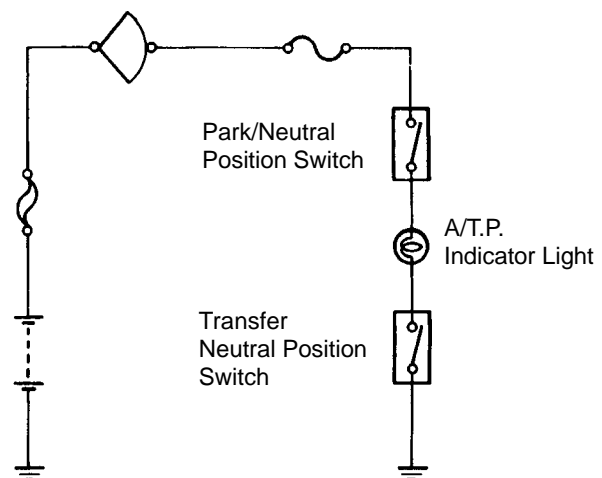 Park/Neutral
Position Switch
A/T.P.
Indicator Light
Transfer
Neutral Position
Switch